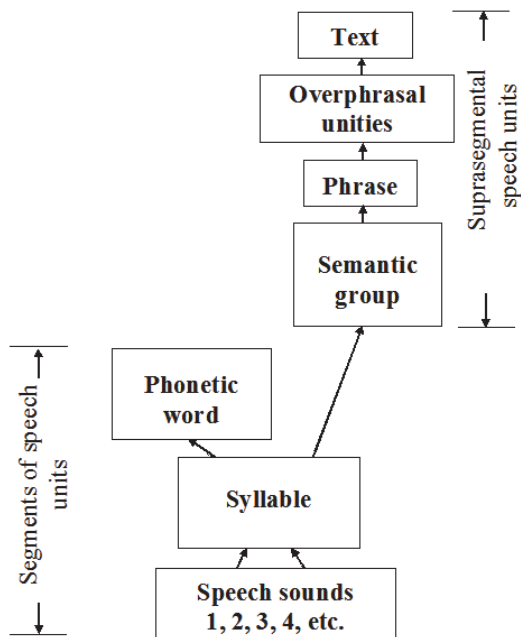 Text
Overphrasal
unities
Phrase
Semantic
group
Suprasegmental
speech units
Phonetic
word
Segments of speech
units
Syllable
Speech sounds
1, 2, 3, 4, etc.